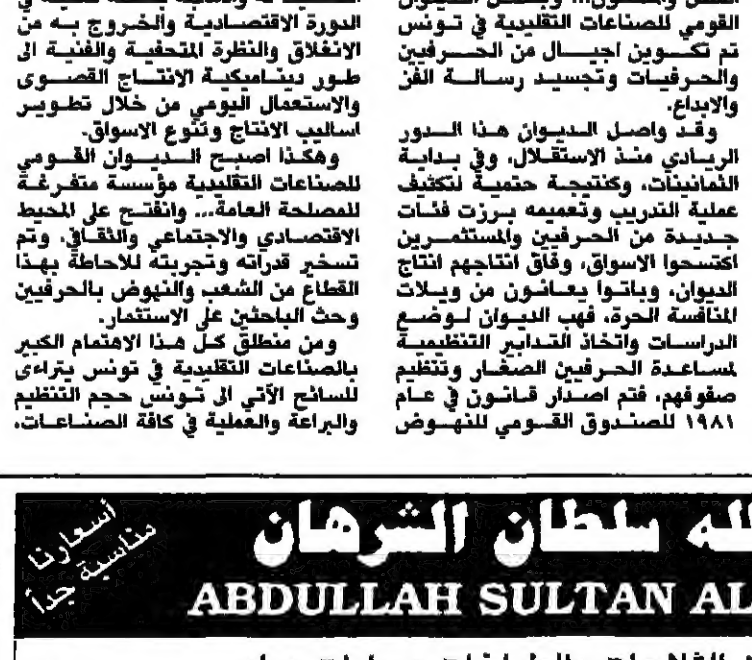 القومي للصناعات التقليدية في تونس
تم تكوين اجيال من الحرفيين
والحرفيات وتجسيد رسالة الفن
والابداع.
وقد واصل الديوان هذا الدور
الريادي منذ الاستقلال، وفي بداية
الثمانينات، وكنتيجة حتمية لتكثيف
عملية التدريب وتعميمه برزت فئات
جديدة من الحرفيين والمستثمرين
اكتسحوا الاسواق، وفاق انتاجهم انتاج
الديوان، وباتوا يعانون من ويلات
المنافسة الحرة، فهب الديوان لوضع
الدراسات واتخاذ التدابير التنظيمية
لمساعدة الحرفيين الصغار وتنظيم
صفوفهم، فتم اصدار قانون في عام
١٩٨١ للصندوق القومي للنهوض
الدورة الاقتصادية والخروج به من
الانغلاق والنظرة المتحفية والفنية الى
طور ديناميكية الانتاج القصوى
والاستعمال اليومي من خلال تطوير
اساليب الانتاج وتنوع الاسواق.
وهكذا اصبح الديوان القومي
للصناعات التقليدية مؤسسة متفرغة
للمصلحة العامة... وانفتح على المحيط
الاقتصادي والاجتماعي والثقافي، وتم
تسخير قدراته وتجربته للاحاطة بهذا
القطاع من الشعب والنهوض بالحرفيين
وحث الباحثين على الاستثمار.
ومن منطلق كل هذا الاهتمام الكبير
بالصناعات التقليدية في تونس يتراءى
للسائح الآتي الى تونس حجم التنظيم
والبراعة والعملية في كافة الصناعات،
لله سلطان الشرهان
أسعارنا
مناسبة
جداً
ABDULLAH SULTAN AL